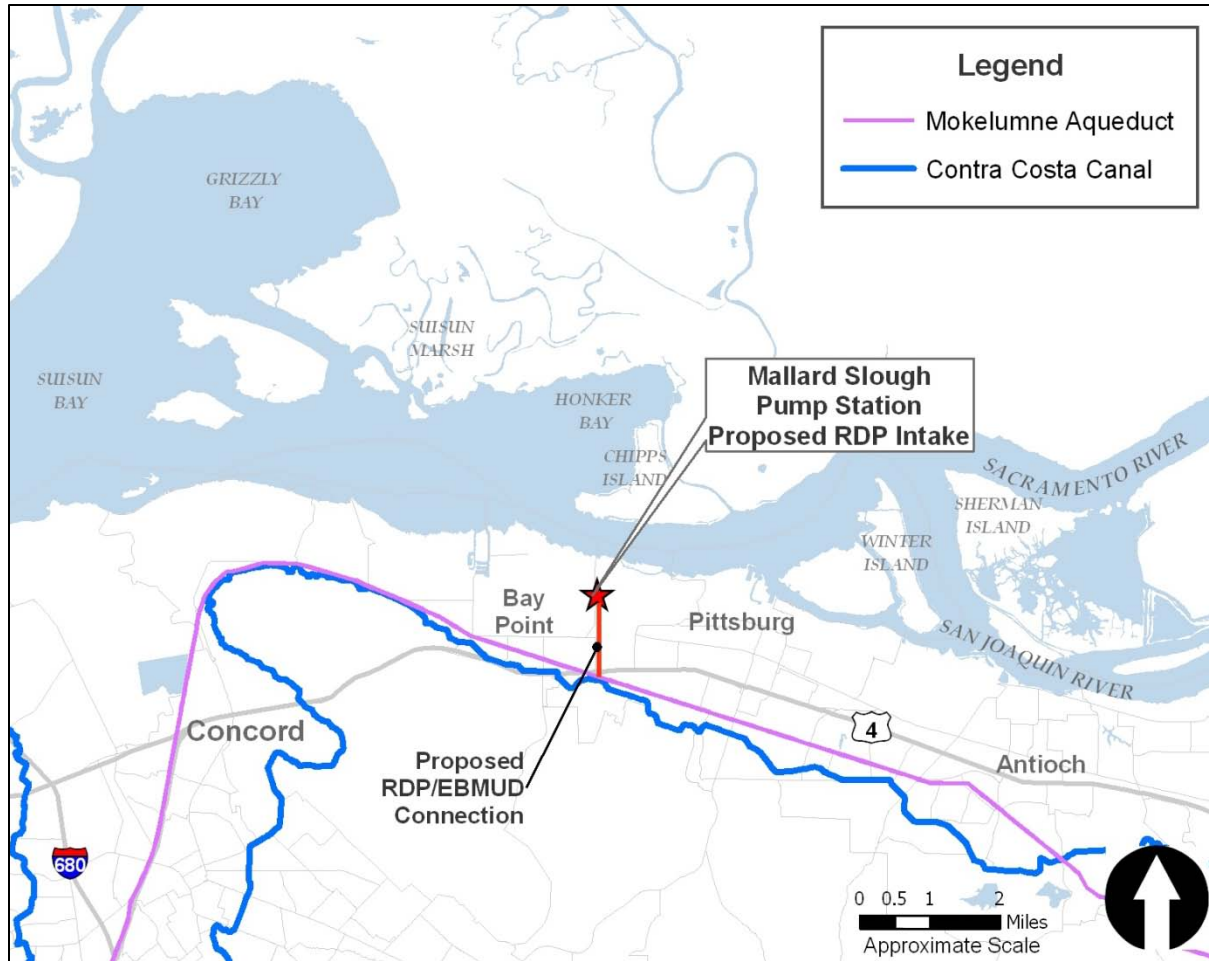 Legend
Mokelumne Aqueduct
Contra Costa Canal
GRIZZLY
BAY
SUISUN
MARSH
SUISUN
BAY
HONKER
BAY
CHIPPS
ISLAND
Mallard Slough
Pump Station
Proposed RDP Intake
SACRAMENTO RIVER
SHERMAN
ISLAND
WINTER
ISLAND
SAN JOAQUIN RIVER
Bay
Point
Pittsburg
Concord
4
Antioch
Proposed
RDP/EBMUD
Connection
680
0 0.5 1 2
Miles
Approximate Scale